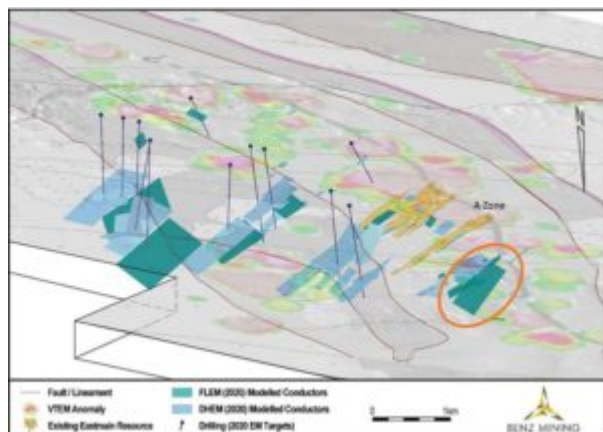 N
A-Zone
Fault / Lineament
VTEM Anomaly
Existing Eastmain Resource
FLEM (2020) Modelled Conductors
DHEM (2020) Modelled Conductors
Drilling (2020 EM Targets)
0 1km
BENZ MINING